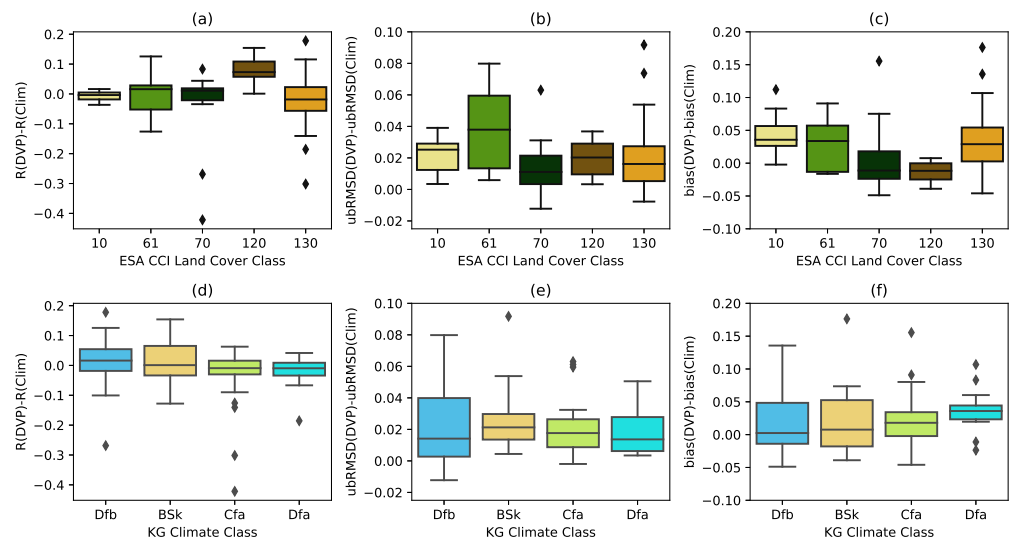 (a)
R(DVP)-R(Clim)
0.2
0.1
0.0
−0.1
−0.2
−0.3
−0.4
10 61 70 120 130
ESA CCI Land Cover Class
(b)
ubRMSD(DVP)-ubRMSD(Clim)
0.10
0.08
0.06
0.04
0.02
0.00
−0.02
10 61 70 120 130
ESA CCI Land Cover Class
(c)
bias(DVP)-bias(Clim)
0.20
0.15
0.10
0.05
0.00
−0.05
−0.10
10 61 70 120 130
ESA CCI Land Cover Class
(d)
R(DVP)-R(Clim)
0.2
0.1
0.0
−0.1
−0.2
−0.3
−0.4
Dfb BSk Cfa Dfa
KG Climate Class
(e)
ubRMSD(DVP)-ubRMSD(Clim)
0.10
0.08
0.06
0.04
0.02
0.00
−0.02
Dfb BSk Cfa Dfa
KG Climate Class
(f)
bias(DVP)-bias(Clim)
0.20
0.15
0.10
0.05
0.00
−0.05
−0.10
Dfb BSk Cfa Dfa
KG Climate Class